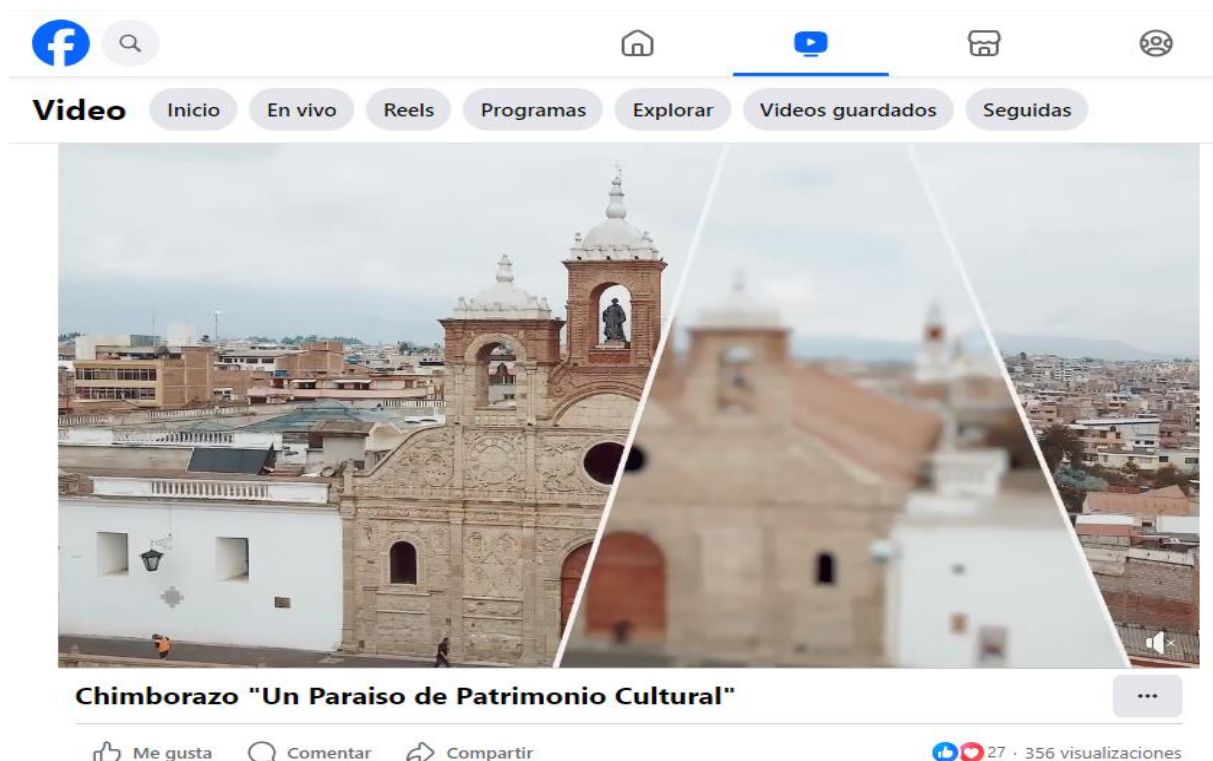 Video Inicio En vivo Reels Programas Explorar Videos guardados Seguidas
Chimborazo "Un Paraiso de Patrimonio Cultural"
Me gusta Comentar Compartir 27 · 356 visualizaciones